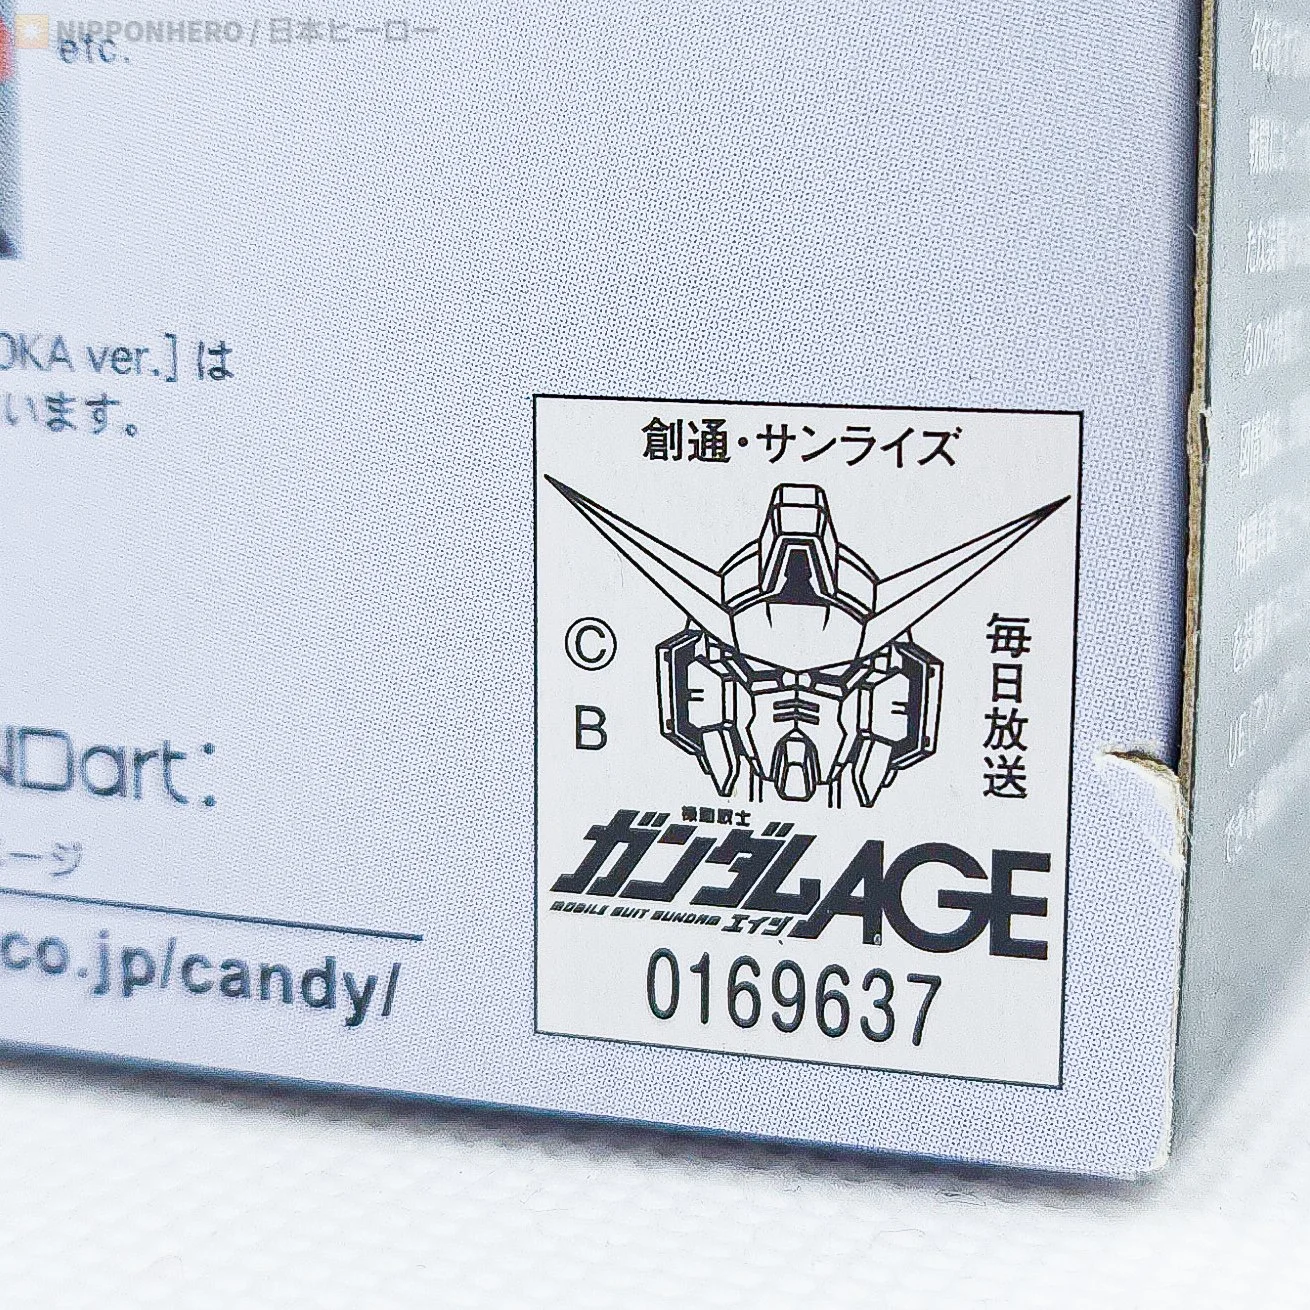 NIPPONHERO / 日本ヒーロー
etc.
OKA ver.] は
います。
創通・サンライズ
©
B
毎日放送
機動戦士
ガンダムAGE
MOBILE SUIT GUNDAM エイジ
0169637
NDart:
ージ
co.jp/candy/